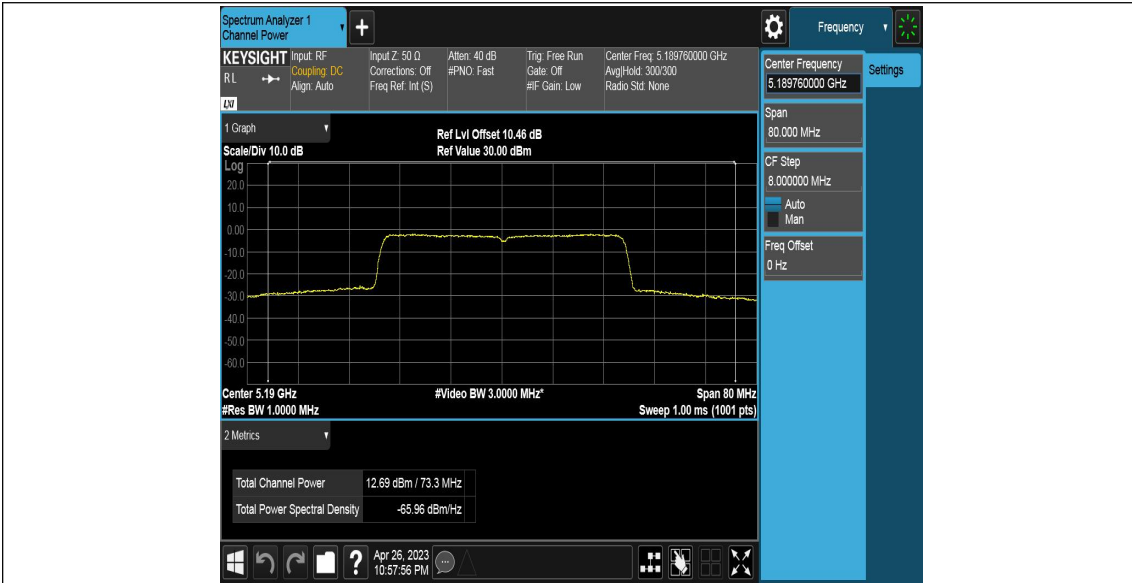 Spectrum Analyzer 1
Channel Power
+
Frequency
KEYSIGHT
RL
LXI
Input: RF
Coupling: DC
Align: Auto
Input Z: 50 Ω
Corrections: Off
Freq Ref: Int (S)
Atten: 40 dB
#PNO: Fast
Trig: Free Run
Gate: Off
#IF Gain: Low
Center Freq: 5.189760000 GHz
Avg|Hold: 300/300
Radio Std: None
Center Frequency
5.189760000 GHz
Settings
Span
80.000 MHz
CF Step
8.000000 MHz
Auto
Man
Freq Offset
0 Hz
1 Graph
Scale/Div 10.0 dB
Ref Lvl Offset 10.46 dB
Ref Value 30.00 dBm
Log
20.0
10.0
0.00
-10.0
-20.0
-30.0
-40.0
-50.0
-60.0
Center 5.19 GHz
#Res BW 1.0000 MHz
#Video BW 3.0000 MHz*
Span 80 MHz
Sweep 1.00 ms (1001 pts)
2 Metrics
Total Channel Power 12.69 dBm / 73.3 MHz
Total Power Spectral Density -65.96 dBm/Hz
?
Apr 26, 2023
10:57:56 PM